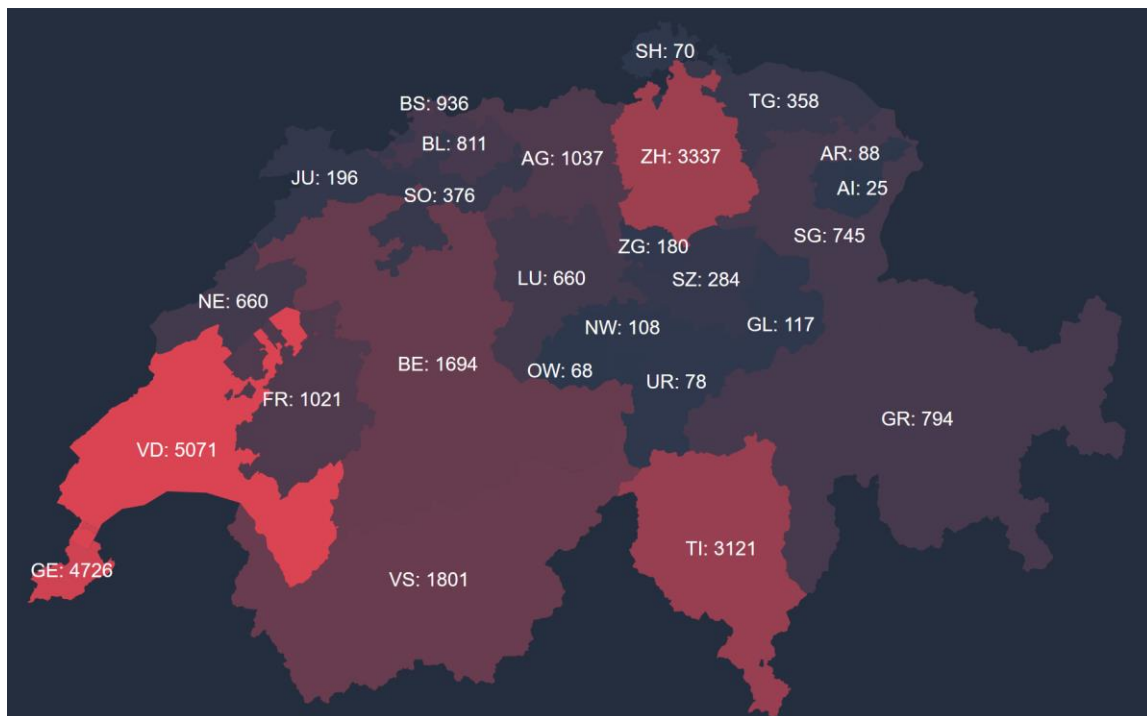 SH: 70
TG: 358
BS: 936
BL: 811
AG: 1037
ZH: 3337
AR: 88
JU: 196
SO: 376
AI: 25
SG: 745
ZG: 180
LU: 660
SZ: 284
NE: 660
NW: 108
GL: 117
BE: 1694
OW: 68
UR: 78
FR: 1021
GR: 794
VD: 5071
TI: 3121
GE: 4726
VS: 1801